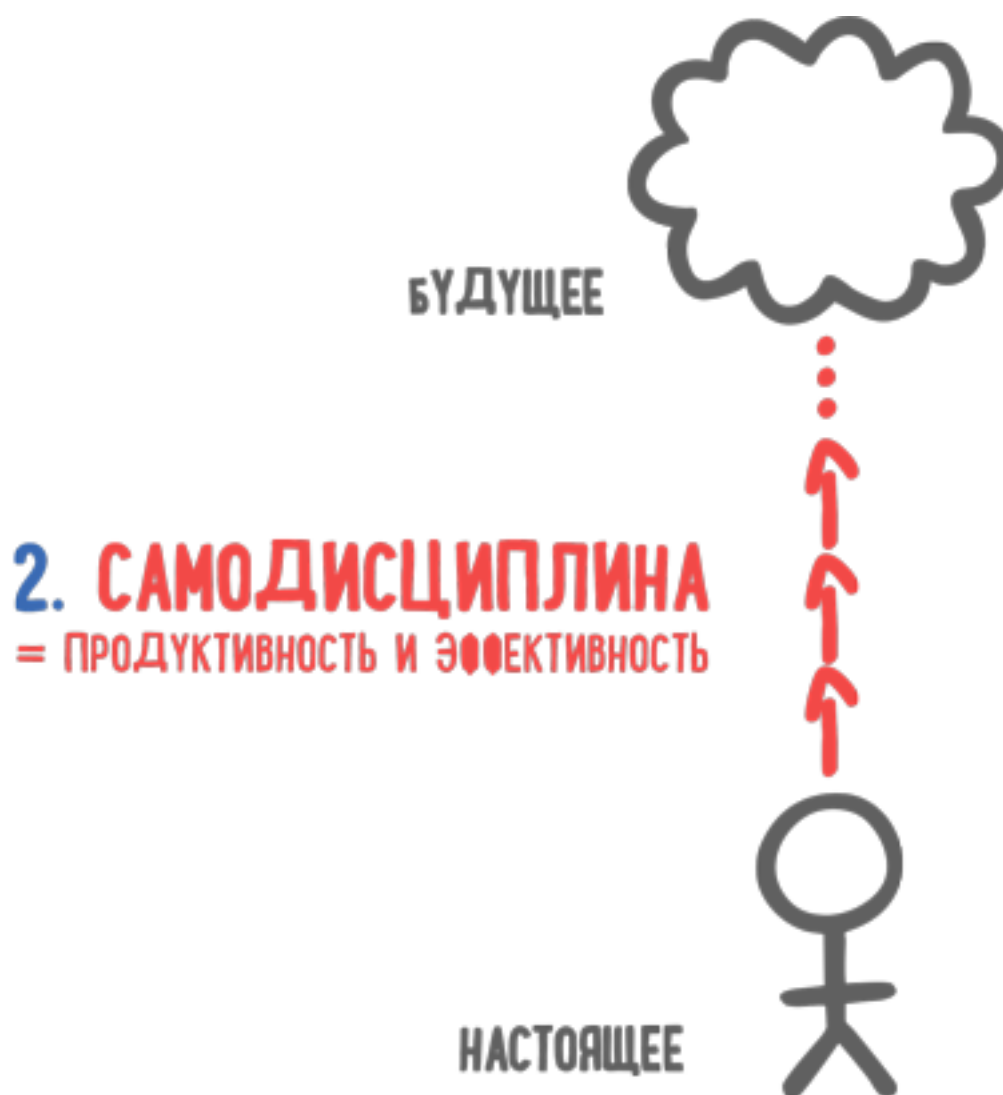 БУДУЩЕЕ
2. САМОДИСЦИПЛИНА
= ПРОДУКТИВНОСТЬ И ЭФФЕКТИВНОСТЬ
НАСТОЯЩЕЕ